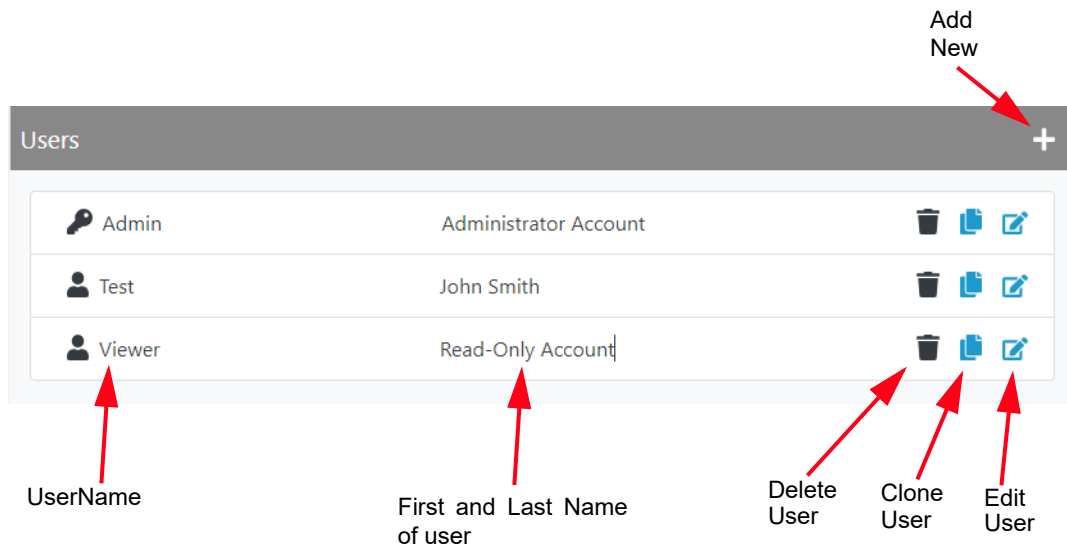 Add
New
Users
Admin Administrator Account
Test John Smith
Viewer Read-Only Account
UserName
First and Last Name
of user
Delete
User
Clone
User
Edit
User